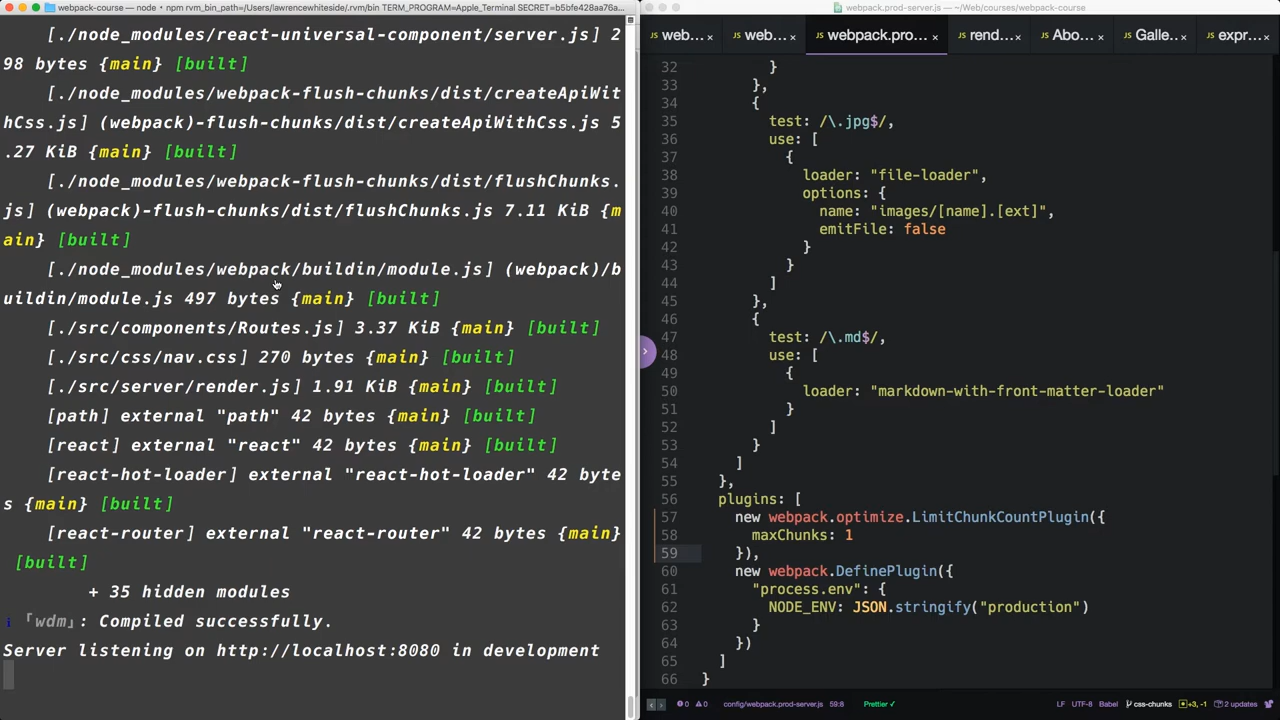 webpack-course — node • npm rvm_bin_path=/Users/lawrencewhiteside/.rvm/bin TERM_PROGRAM=Apple_Terminal SECRET=b5bfe428aa76a...
[./node_modules/react-universal-component/server.js] 2
98 bytes {main} [built]
[./node_modules/webpack-flush-chunks/dist/createApiWit
hCss.js] (webpack)-flush-chunks/dist/createApiWithCss.js 5
.27 KiB {main} [built]
[./node_modules/webpack-flush-chunks/dist/flushChunks.
js] (webpack)-flush-chunks/dist/flushChunks.js 7.11 KiB {m
ain} [built]
[./node_modules/webpack/buildin/module.js] (webpack)/b
uildin/module.js 497 bytes {main} [built]
[./src/components/Routes.js] 3.37 KiB {main} [built]
[./src/css/nav.css] 270 bytes {main} [built]
[./src/server/render.js] 1.91 KiB {main} [built]
[path] external "path" 42 bytes {main} [built]
[react] external "react" 42 bytes {main} [built]
[react-hot-loader] external "react-hot-loader" 42 byte
s {main} [built]
[react-router] external "react-router" 42 bytes {main}
[built]
+ 35 hidden modules
i 「wdm」: Compiled successfully.
Server listening on http://localhost:8080 in development
webpack.prod-server.js — ~/Web/courses/webpack-course
web...× web...× webpack.pro...× rend...× Abo...× Galle...× expr...×
32 }
33 },
34 {
35 test: /\.jpg$/,
36 use: [
37 {
38 loader: "file-loader",
39 options: {
40 name: "images/[name].[ext]",
41 emitFile: false
42 }
43 }
44 ]
45 },
46 {
47 test: /\.md$/,
48 use: [
49 {
50 loader: "markdown-with-front-matter-loader"
51 }
52 ]
53 }
54 ]
55 },
56 plugins: [
57 new webpack.optimize.LimitChunkCountPlugin({
58 maxChunks: 1
59 }),
60 new webpack.DefinePlugin({
61 "process.env": {
62 NODE_ENV: JSON.stringify("production")
63 }
64 })
65 ]
66 }
0 0 config/webpack.prod-server.js 59:8 Prettier ✓ LF UTF-8 Babel css-chunks +3, -1 2 updates